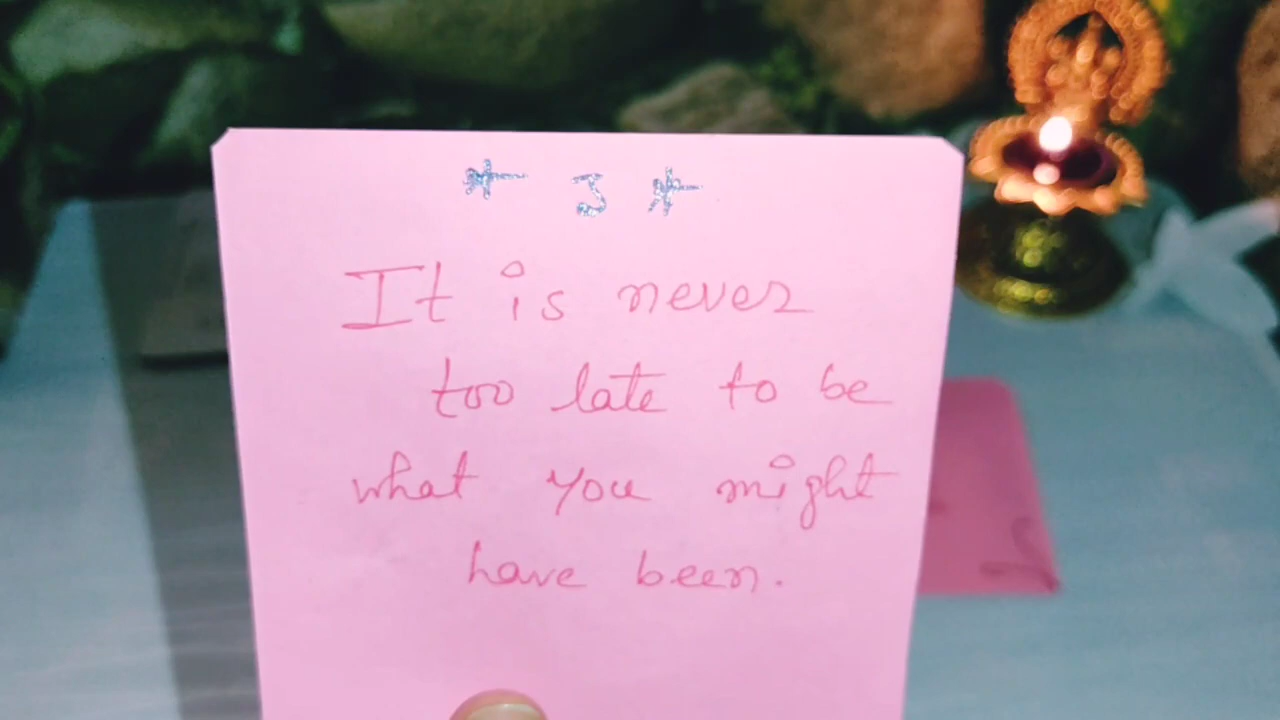 * 3 *
It is never
too late to be
what you might
have been.